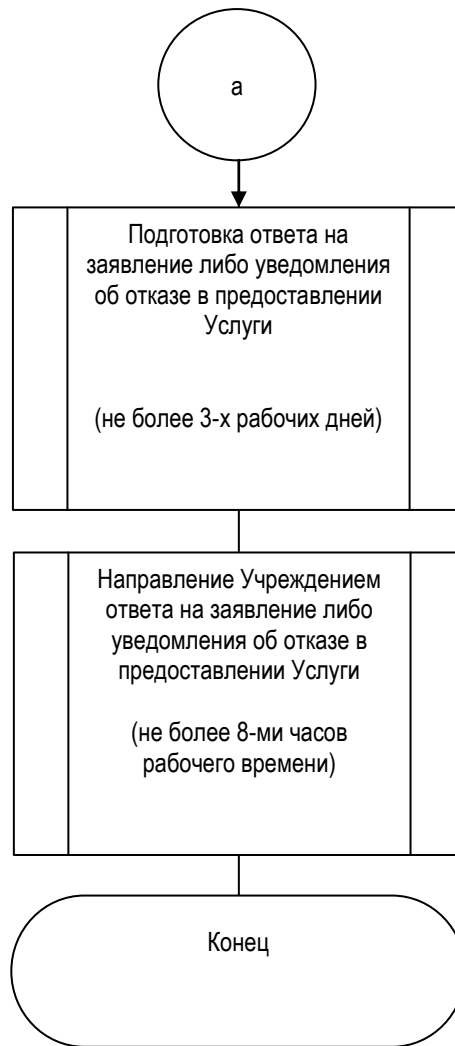 а
Подготовка ответа на
заявление либо уведомления
об отказе в предоставлении
Услуги
(не более 3-х рабочих дней)
Направление Учреждением
ответа на заявление либо
уведомления об отказе в
предоставлении Услуги
(не более 8-ми часов
рабочего времени)
Конец